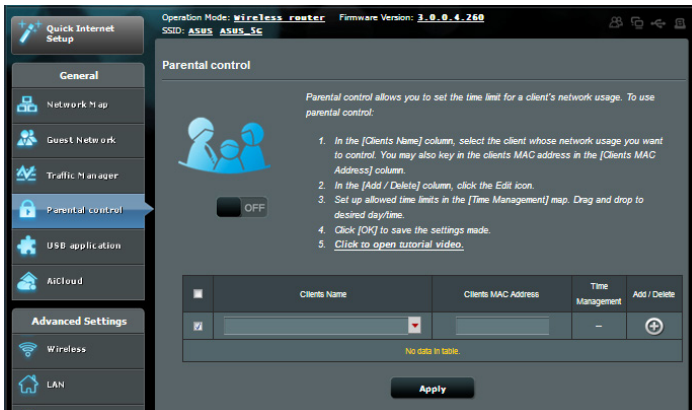 Quick Internet
Setup
Operation Mode: Wireless router Firmware Version: 3.0.0.4.260
SSID: ASUS ASUS_5G
General
Network Map
Guest Network
Traffic Manager
Parental control
USB application
AiCloud
Advanced Settings
Wireless
LAN
Parental control
Parental control allows you to set the time limit for a client's network usage. To use
parental control:
1. In the [Clients Name] column, select the client whose network usage you want
to control. You may also key in the clients MAC address in the [Clients MAC
Address] column.
2. In the [Add / Delete] column, click the Edit icon.
3. Set up allowed time limits in the [Time Management] map. Drag and drop to
desired day/time.
4. Click [OK] to save the settings made.
5. Click to open tutorial video.
OFF
Clients Name Clients MAC Address Time Management Add / Delete
–
No data in table.
Apply